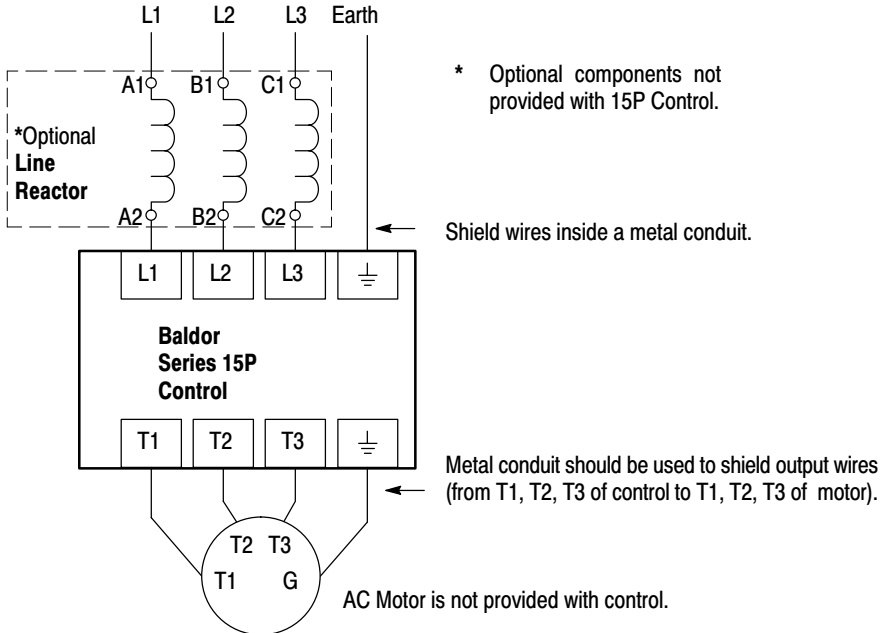 L1 L2 L3 Earth
A1 B1 C1
* Optional components not
provided with 15P Control.
*Optional
Line
Reactor
A2 B2 C2
Shield wires inside a metal conduit.
L1 L2 L3
Baldor
Series 15P
Control
T1 T2 T3
Metal conduit should be used to shield output wires
(from T1, T2, T3 of control to T1, T2, T3 of motor).
T2 T3
T1 G
AC Motor is not provided with control.